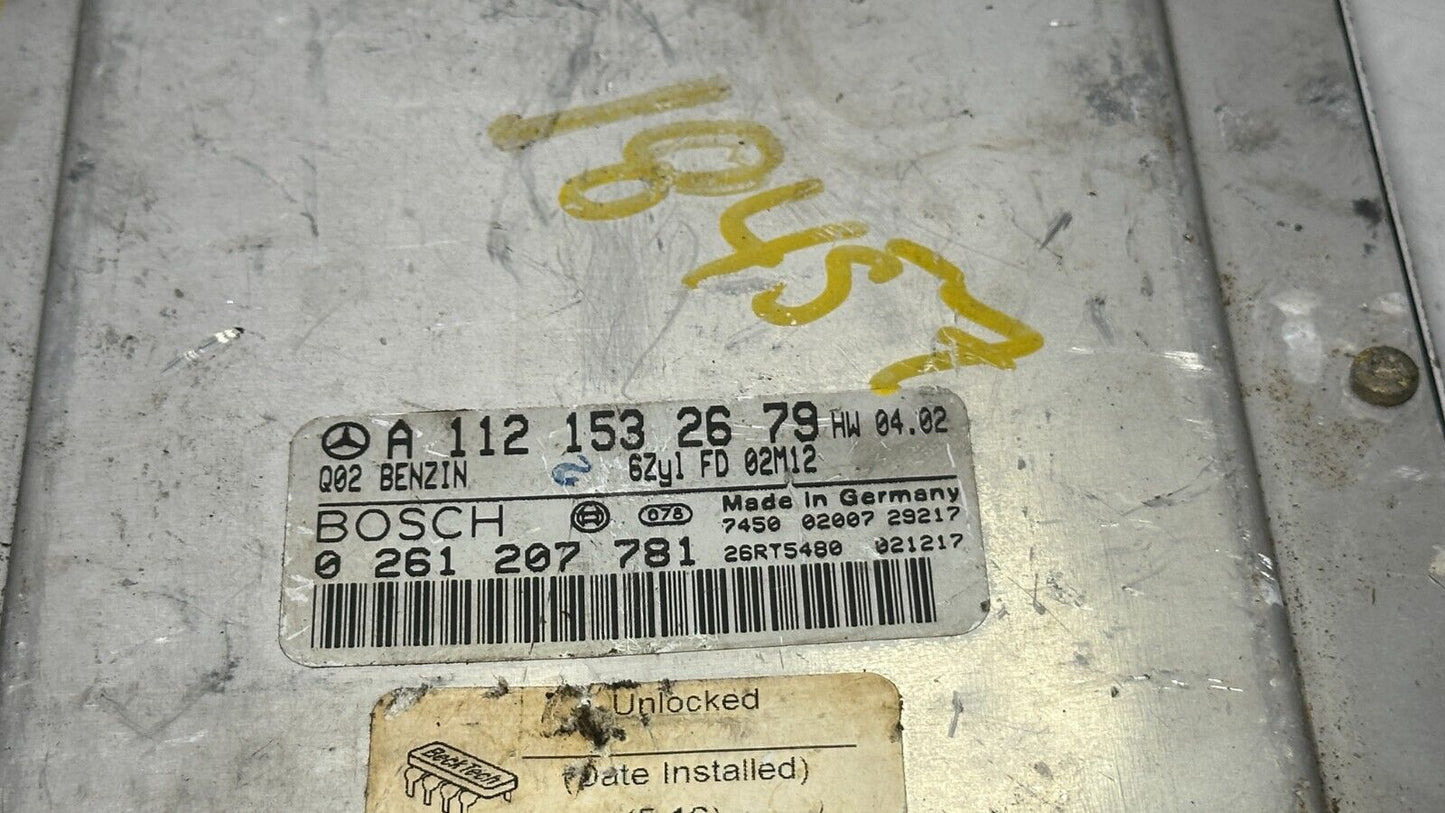 A 112 153 26 79 HW 04.02
Q02 BENZIN 6Zyl FD 02M12
BOSCH 078 Made in Germany
7450 02007 29217
0 261 207 781 26RT5480 021217
Unlocked
BeckTech
(Date Installed)